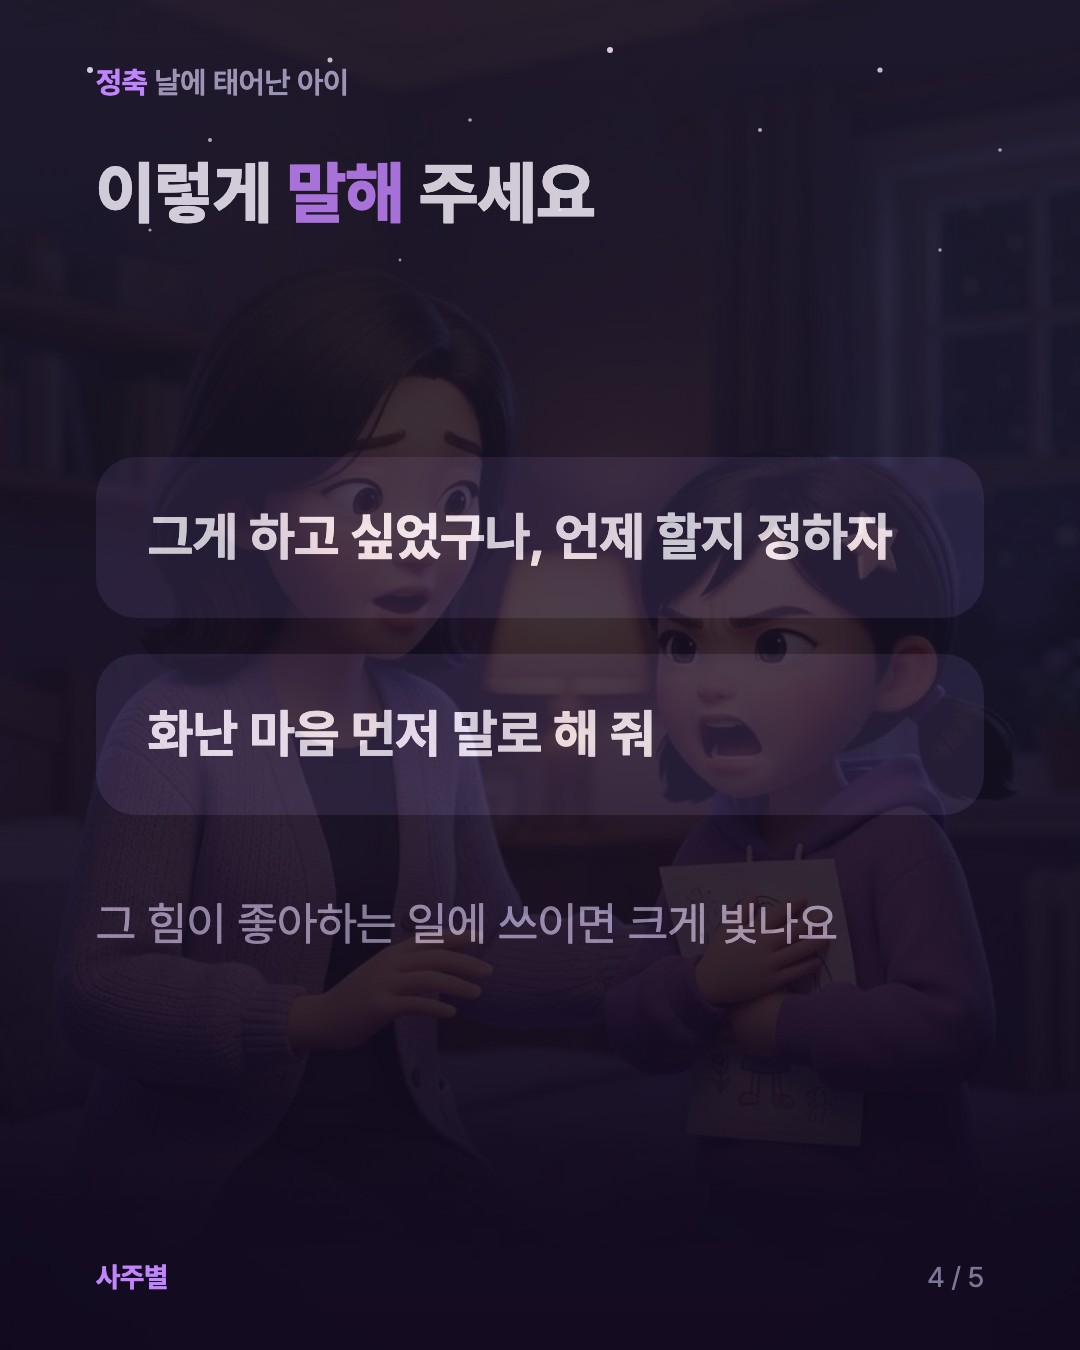 정축 날에 태어난 아이
이렇게 말해 주세요
그게 하고 싶었구나, 언제 할지 정하자
화난 마음 먼저 말로 해 줘
그 힘이 좋아하는 일에 쓰이면 크게 빛나요
사주별
4 / 5